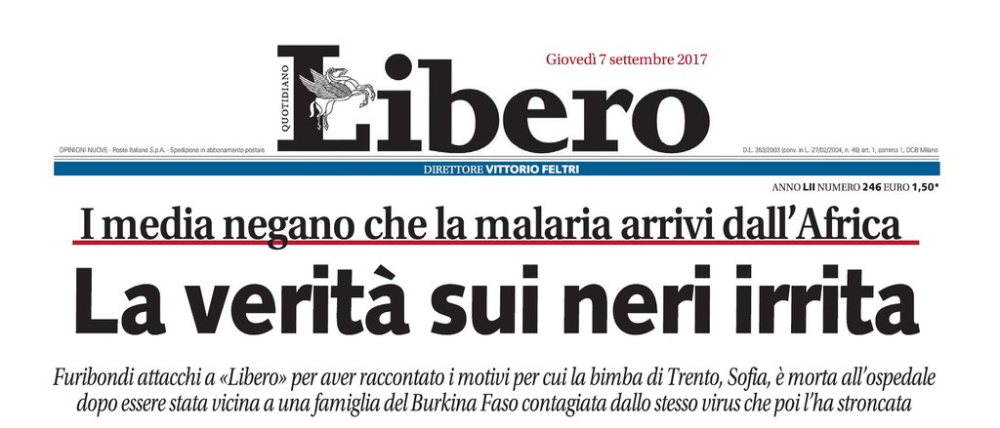 Giovedì 7 settembre 2017
QUOTIDIANO
Libero
OPINIONI NUOVE - Poste Italiane S.p.A. - Spedizione in abbonamento postale
D.L. 353/2003 (conv. in L. 27/02/2004, n. 46) art. 1, comma 1, DCB Milano
DIRETTORE VITTORIO FELTRI
ANNO LII NUMERO 246 EURO 1,50*
I media negano che la malaria arrivi dall'Africa
La verità sui neri irrita
Furibondi attacchi a «Libero» per aver raccontato i motivi per cui la bimba di Trento, Sofia, è morta all'ospedale
dopo essere stata vicina a una famiglia del Burkina Faso contagiata dallo stesso virus che poi l'ha stroncata